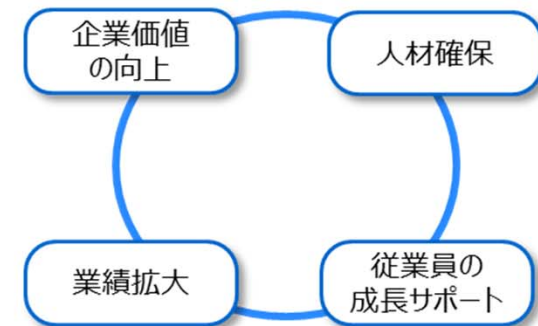 企業価値
の向上
人材確保
業績拡大
従業員の
成長サポート